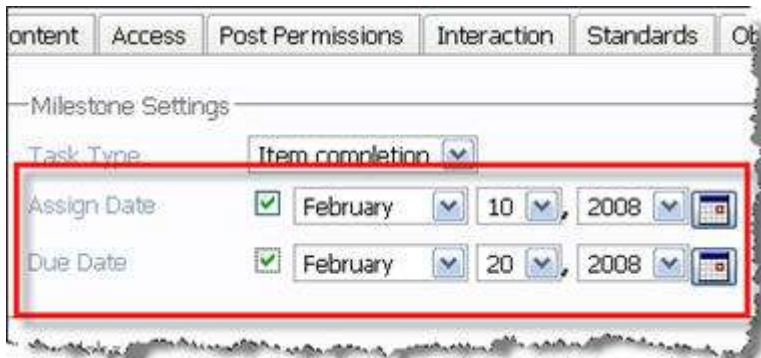 ontent Access Post Permissions Interaction Standards Ob
Milestone Settings
Task Type Item completion
Assign Date February 10 , 2008
Due Date February 20 , 2008